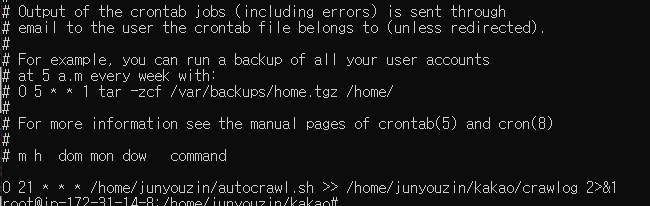 # Output of the crontab jobs (including errors) is sent through
# email to the user the crontab file belongs to (unless redirected).
#
# For example, you can run a backup of all your user accounts
# at 5 a.m every week with:
# 0 5 * * 1 tar -zcf /var/backups/home.tgz /home/
#
# For more information see the manual pages of crontab(5) and cron(8)
#
# m h  dom mon dow   command

0 21 * * * /home/junyouzin/autocrawl.sh >> /home/junyouzin/kakao/crawlog 2>&1
root@ip-172-31-14-8:/home/junyouzin/kakao#